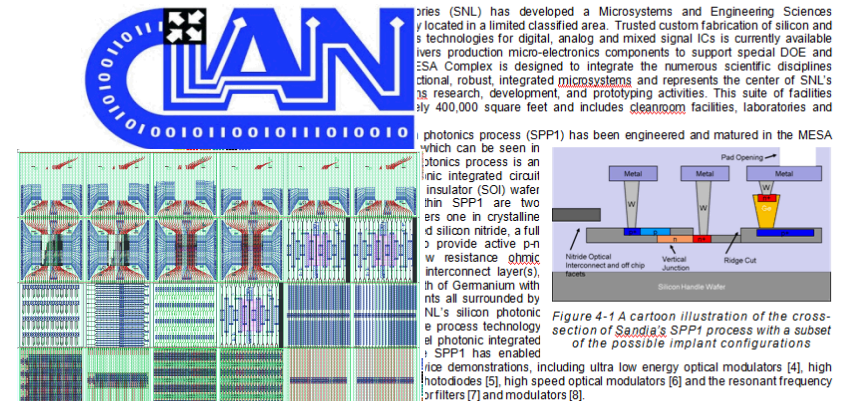 CAN
010110101101011010010
ories (SNL) has developed a Microsystems and Engineering Sciences
y located in a limited classified area. Trusted custom fabrication of silicon and
s technologies for digital, analog and mixed signal ICs is currently available
ivers production micro-electronics components to support special DOE and
ESA Complex is designed to integrate the numerous scientific disciplines
ctional, robust, integrated microsystems and represents the center of SNL's
ns research, development, and prototyping activities. This suite of facilities
ely 400,000 square feet and includes cleanroom facilities, laboratories and
photonics process (SPP1) has been engineered and matured in the MESA
which can be seen in
otonics process is an
nic integrated circuit
insulator (SOI) wafer
thin SPP1 are two
ers one in crystalline
d silicon nitride, a full
o provide active p-n
w resistance ohmic
interconnect layer(s),
th of Germanium with
nts all surrounded by
NL's silicon photonic
e process technology
el photonic integrated
SPP1 has enabled
vice demonstrations, including ultra low energy optical modulators [4], high
hotodiodes [5], high speed optical modulators [6] and the resonant frequency
or filters [7] and modulators [8].
Pad Opening
Metal
Metal
Metal
W
W
W
Ge
n
p
Nitride Optical
Interconnect and off chip
facets
Vertical
Junction
Ridge Cut
Silicon Handle Wafer
Figure 4-1 A cartoon illustration of the cross-
section of Sandia's SPP1 process with a subset
of the possible implant configurations